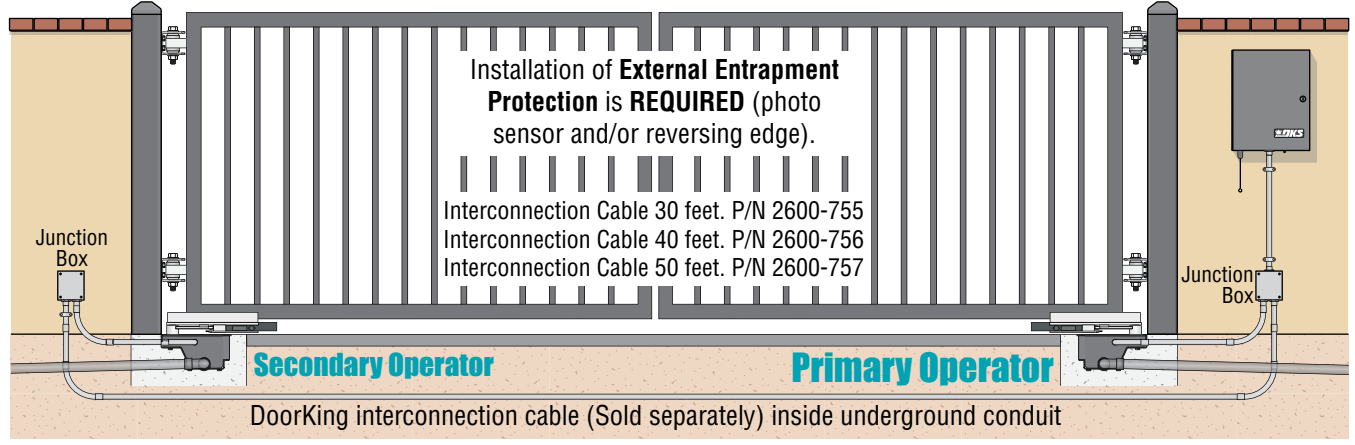 Installation of External Entrapment
Protection is REQUIRED (photo
sensor and/or reversing edge).
DKS
Interconnection Cable 30 feet. P/N 2600-755
Interconnection Cable 40 feet. P/N 2600-756
Interconnection Cable 50 feet. P/N 2600-757
Junction
Box
Junction
Box
Secondary Operator
Primary Operator
DoorKing interconnection cable (Sold separately) inside underground conduit